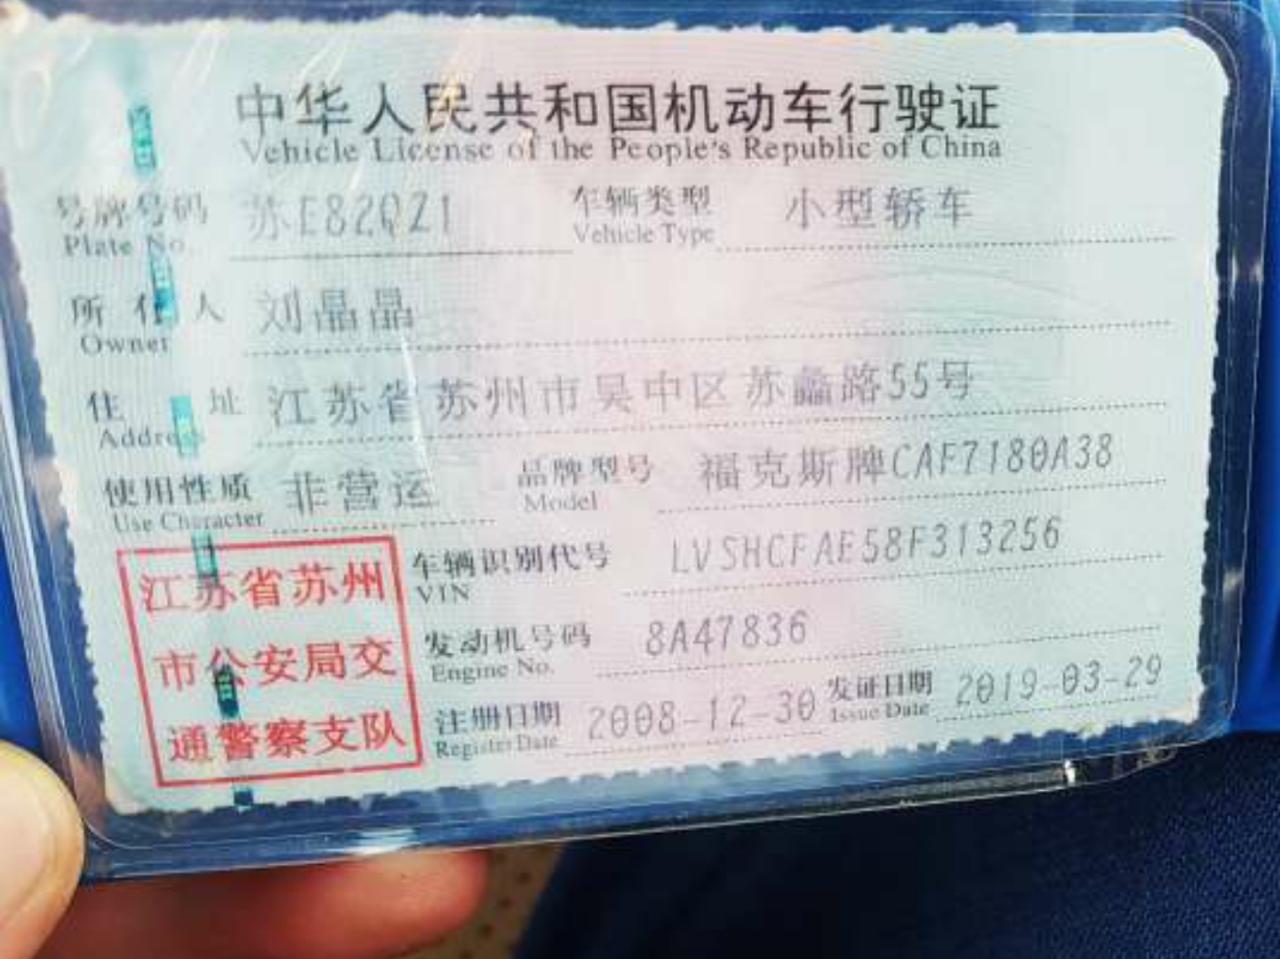 中华人民共和国机动车行驶证
Vehicle License of the People's Republic of China
号牌号码 苏E82QZ1 车辆类型 小型轿车
Plate No. Vehicle Type
所有人 刘晶晶
Owner
住址 江苏省苏州市吴中区苏蠡路55号
Address
使用性质 非营运 品牌型号 福克斯牌CAF7180A38
Use Character Model
车辆识别代号 LVSHCFAE58F313256
VIN
发动机号码 8A47836
Engine No.
注册日期 2008-12-30 发证日期 2019-03-29
Register Date Issue Date
江苏省苏州
市公安局交
通警察支队